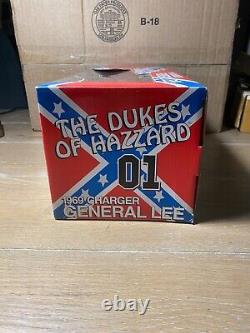 B-18
THE DUKES
OF HAZZARD
01
1969 CHARGER
GENERAL LEE